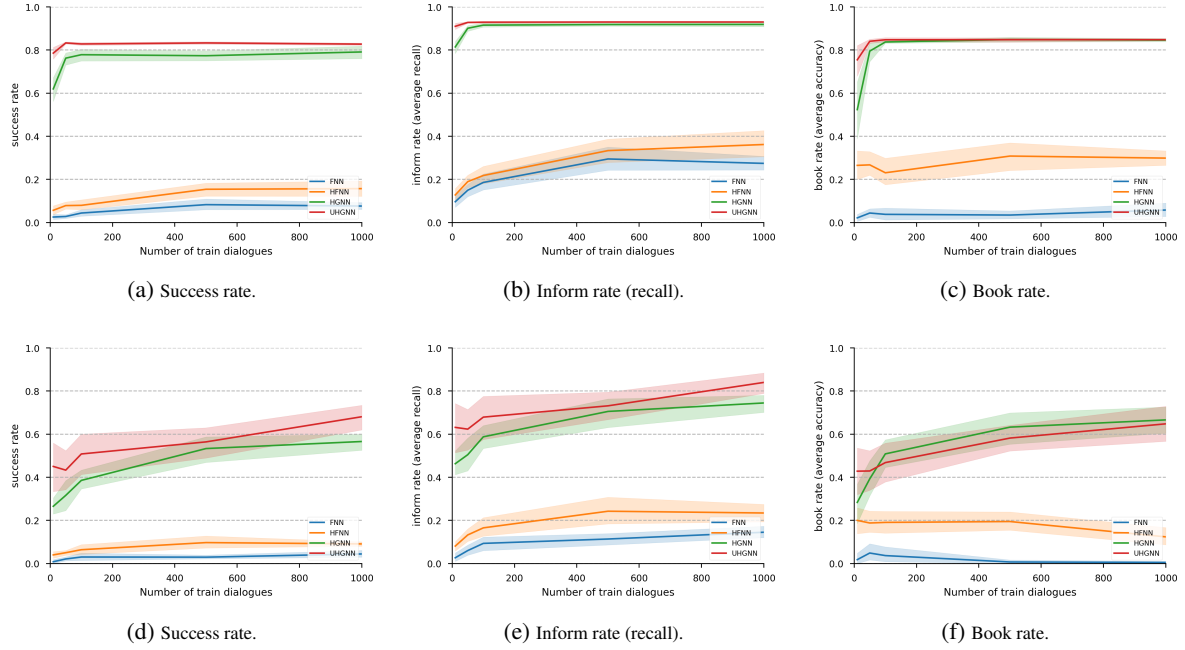 1.0
0.8
0.6
0.4
0.2
0.0
success rate
0 200 400 600 800 1000
Number of train dialogues
FNN
HFNN
HGNN
UHGNN
(a) Success rate.
1.0
0.8
0.6
0.4
0.2
0.0
inform rate (average recall)
0 200 400 600 800 1000
Number of train dialogues
FNN
HFNN
HGNN
UHGNN
(b) Inform rate (recall).
1.0
0.8
0.6
0.4
0.2
0.0
book rate (average accuracy)
0 200 400 600 800 1000
Number of train dialogues
FNN
HFNN
HGNN
UHGNN
(c) Book rate.
1.0
0.8
0.6
0.4
0.2
0.0
success rate
0 200 400 600 800 1000
Number of train dialogues
FNN
HFNN
HGNN
UHGNN
(d) Success rate.
1.0
0.8
0.6
0.4
0.2
0.0
inform rate (average recall)
0 200 400 600 800 1000
Number of train dialogues
FNN
HFNN
HGNN
UHGNN
(e) Inform rate (recall).
1.0
0.8
0.6
0.4
0.2
0.0
book rate (average accuracy)
0 200 400 600 800 1000
Number of train dialogues
FNN
HFNN
HGNN
UHGNN
(f) Book rate.